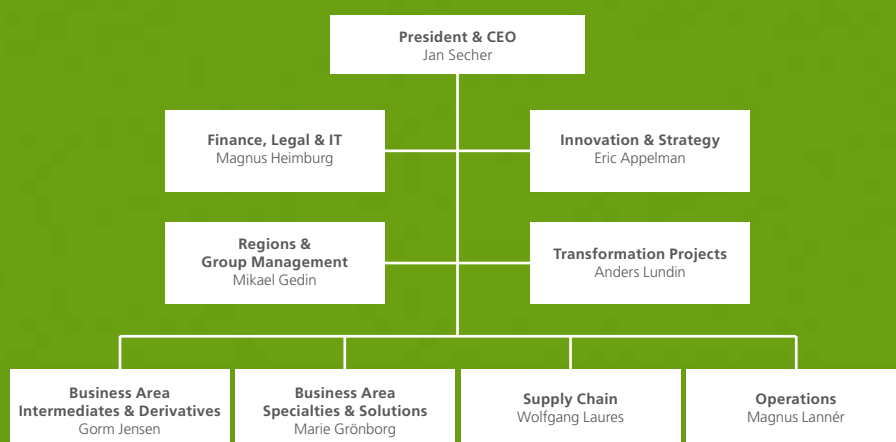 President & CEO
Jan Secher
Finance, Legal & IT
Magnus Heimburg
Innovation & Strategy
Eric Appelman
Regions &
Group Management
Mikael Gedin
Transformation Projects
Anders Lundin
Business Area
Intermediates & Derivatives
Gorm Jensen
Business Area
Specialties & Solutions
Marie Grönborg
Supply Chain
Wolfgang Laures
Operations
Magnus Lannér